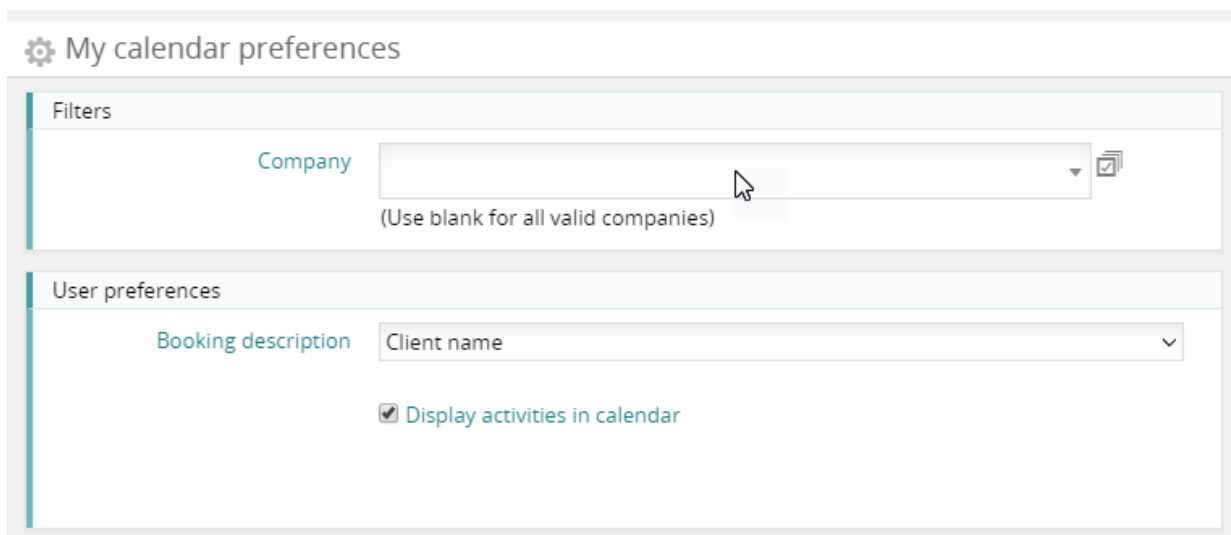 My calendar preferences
Filters
Company
(Use blank for all valid companies)
User preferences
Booking description Client name
Display activities in calendar